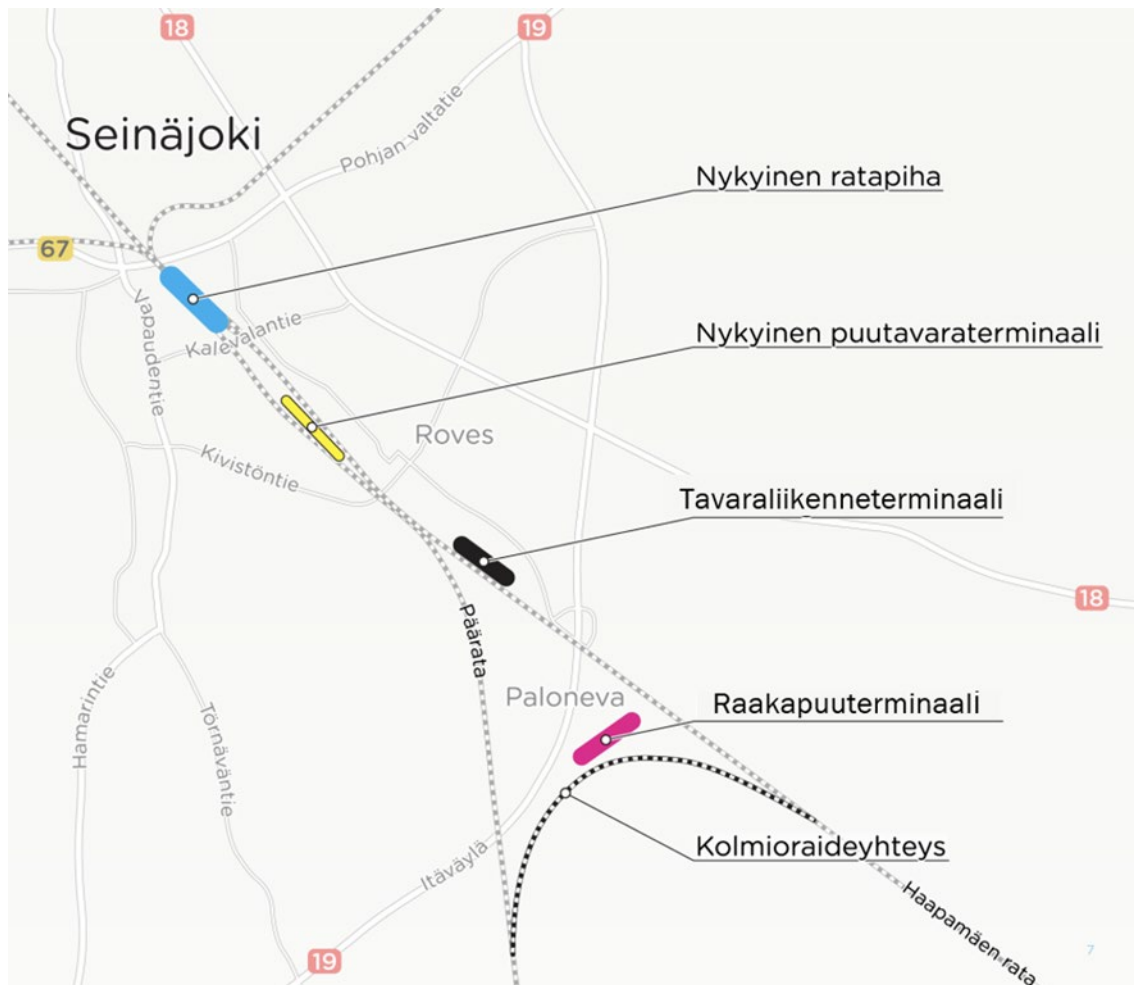 18
19
Seinäjoki
Pohjan valtatie
Nykyinen ratapiha
67
Vapaudentie
Kalevalantie
Nykyinen puutavaraterminaali
Roves
Kivistöntie
Tavaraliikenneterminaali
18
Päärata
Paloneva
Raakapuuterminaali
Hamarintie
Törnäväntie
Kolmioraideyhteys
Itäväylä
Haapamäen rata
19
7